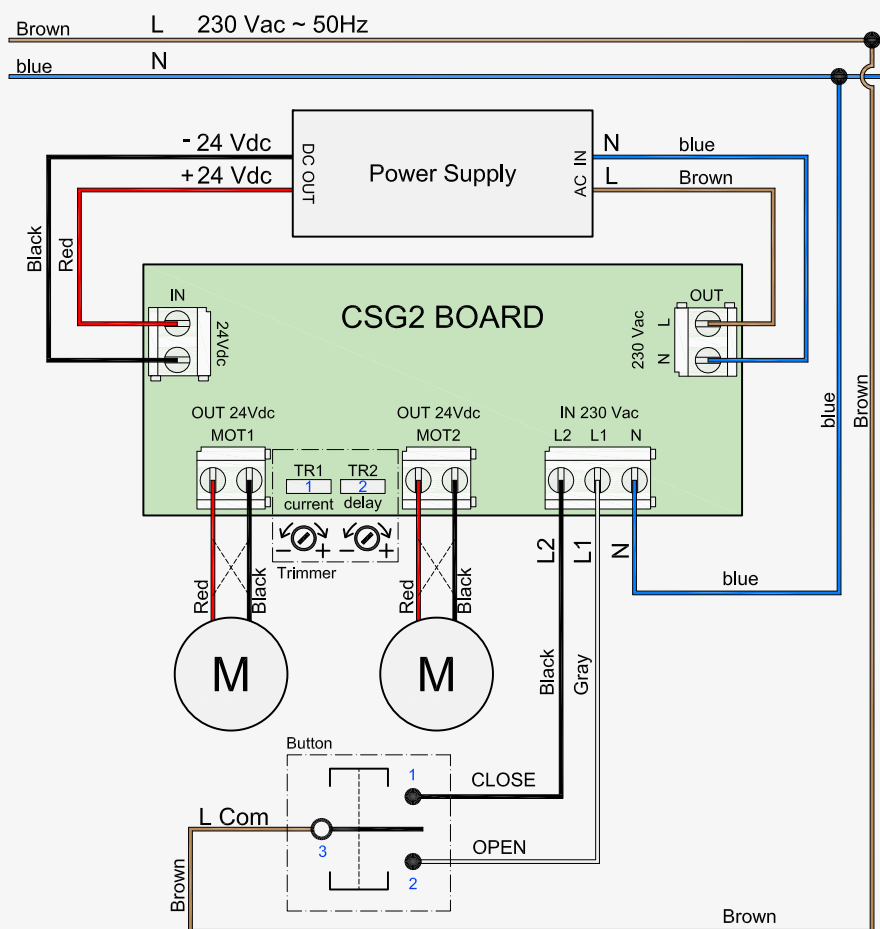 Brown L 230 Vac ~ 50Hz
blue N
- 24 Vdc
+ 24 Vdc
DC OUT
Power Supply
AC IN
N blue
L Brown
Black
Red
IN
24Vdc
CSG2 BOARD
OUT
230 Vac
L
N
blue
Brown
OUT 24Vdc
MOT1
TR1
1
current
TR2
2
delay
- +
- +
Trimmer
OUT 24Vdc
MOT2
IN 230 Vac
L2 L1 N
L2
L1
N
blue
Red
Black
Red
Black
M
M
Black
Gray
Button
1
CLOSE
L Com
3
OPEN
2
Brown
Brown